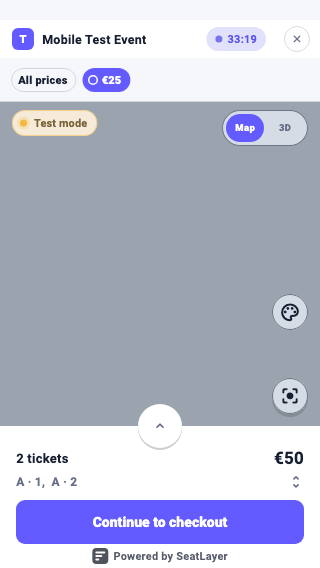 T Mobile Test Event 33:19
All prices €25
Test mode Map 3D
2 tickets €50
A · 1, A · 2
Continue to checkout
Powered by SeatLayer